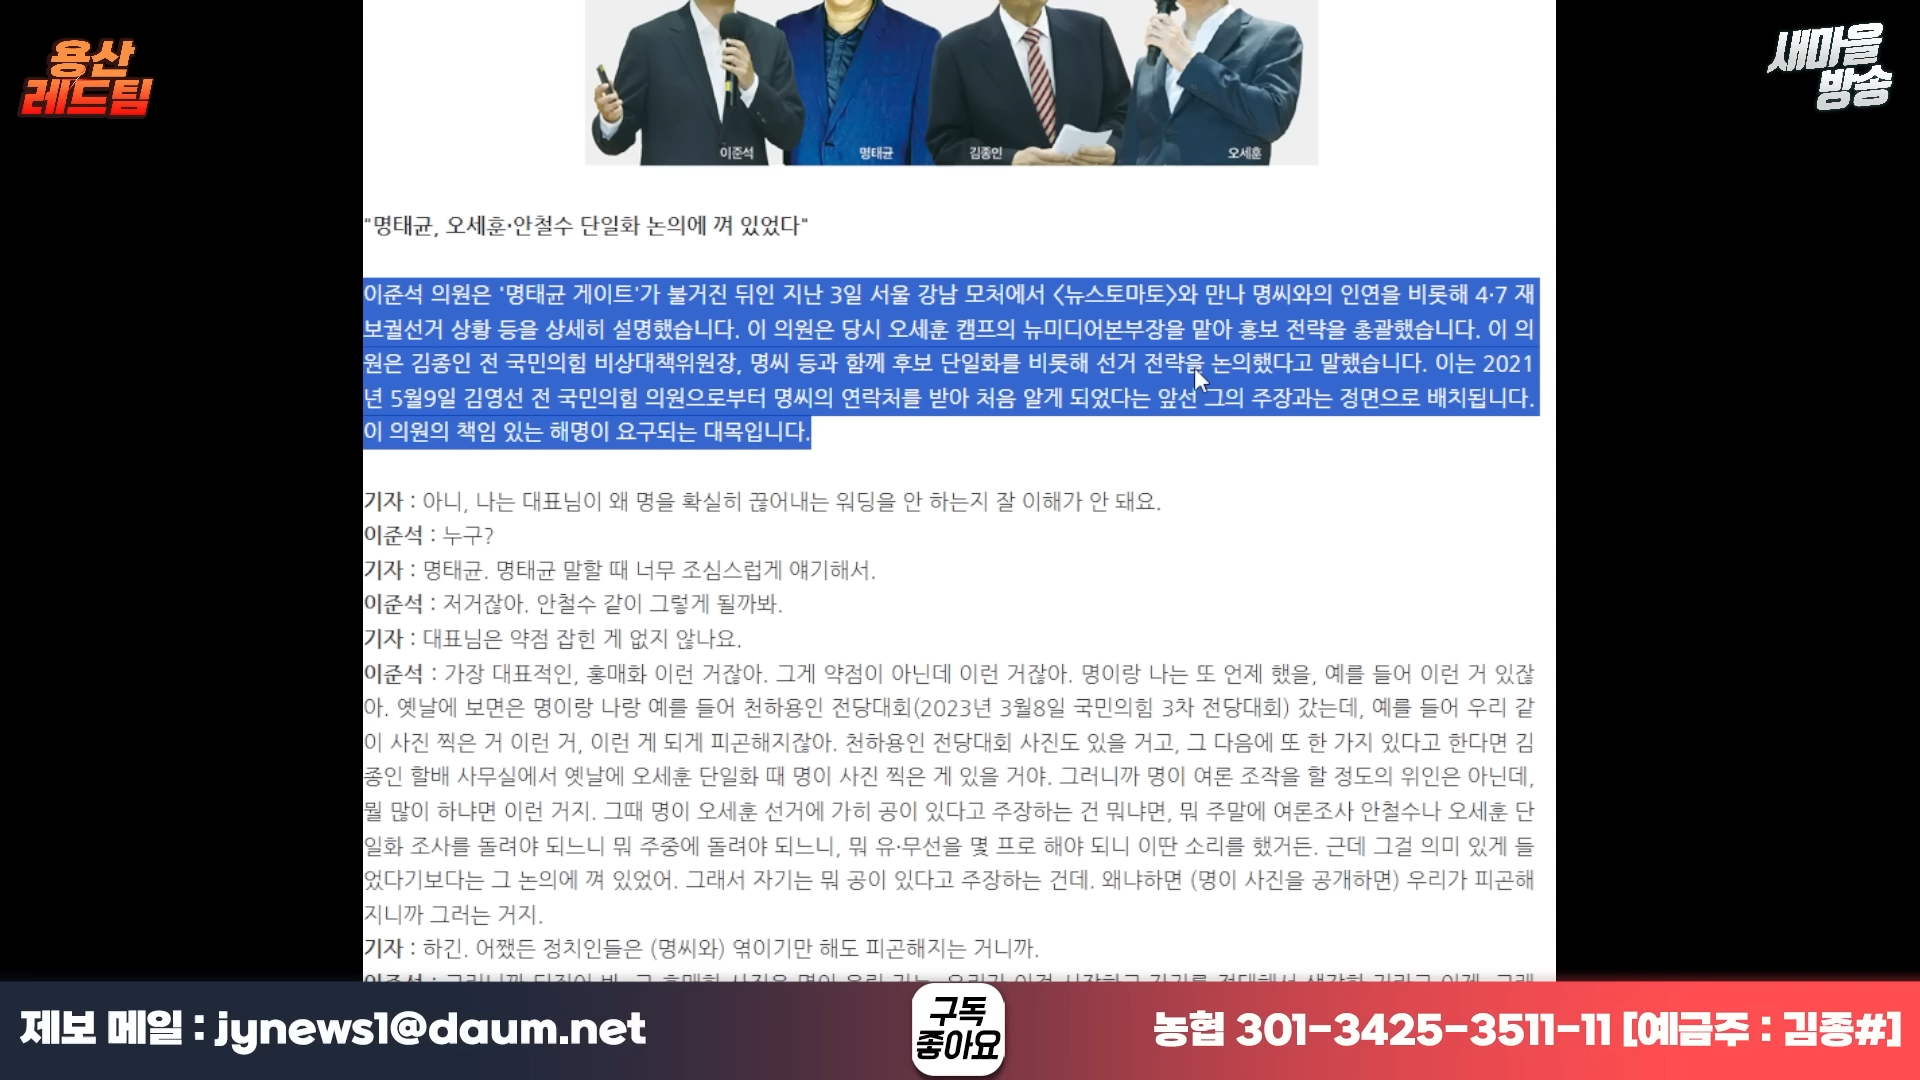 용산
레드팀
새마을
방송
이준석
명태균
김종인
오세훈
"명태균, 오세훈·안철수 단일화 논의에 껴 있었다"
이준석 의원은 '명태균 게이트'가 불거진 뒤인 지난 3일 서울 강남 모처에서 〈뉴스토마토〉와 만나 명씨와의 인연을 비롯해 4·7 재
보궐선거 상황 등을 상세히 설명했습니다. 이 의원은 당시 오세훈 캠프의 뉴미디어본부장을 맡아 홍보 전략을 총괄했습니다. 이 의
원은 김종인 전 국민의힘 비상대책위원장, 명씨 등과 함께 후보 단일화를 비롯해 선거 전략을 논의했다고 말했습니다. 이는 2021
년 5월9일 김영선 전 국민의힘 의원으로부터 명씨의 연락처를 받아 처음 알게 되었다는 앞선 그의 주장과는 정면으로 배치됩니다.
이 의원의 책임 있는 해명이 요구되는 대목입니다.
기자 : 아니, 나는 대표님이 왜 명을 확실히 끊어내는 워딩을 안 하는지 잘 이해가 안 돼요.
이준석 : 누구?
기자 : 명태균. 명태균 말할 때 너무 조심스럽게 얘기해서.
이준석 : 저거잖아. 안철수 같이 그렇게 될까봐.
기자 : 대표님은 약점 잡힌 게 없지 않나요.
이준석 : 가장 대표적인, 홍매화 이런 거잖아. 그게 약점이 아닌데 이런 거잖아. 명이랑 나는 또 언제 했을, 예를 들어 이런 거 있잖
아. 옛날에 보면은 명이랑 나랑 예를 들어 천하용인 전당대회(2023년 3월8일 국민의힘 3차 전당대회) 갔는데, 예를 들어 우리 같
이 사진 찍은 거 이런 거, 이런 게 되게 피곤해지잖아. 천하용인 전당대회 사진도 있을 거고, 그 다음에 또 한 가지 있다고 한다면 김
종인 할배 사무실에서 옛날에 오세훈 단일화 때 명이 사진 찍은 게 있을 거야. 그러니까 명이 여론 조작을 할 정도의 위인은 아닌데,
뭘 많이 하냐면 이런 거지. 그때 명이 오세훈 선거에 가히 공이 있다고 주장하는 건 뭐냐면, 뭐 주말에 여론조사 안철수나 오세훈 단
일화 조사를 돌려야 되느니 뭐 주중에 돌려야 되느니, 뭐 유·무선을 몇 프로 해야 되니 이딴 소리를 했거든. 근데 그걸 의미 있게 들
었다기보다는 그 논의에 껴 있었어. 그래서 자기는 뭐 공이 있다고 주장하는 건데. 왜냐하면 (명이 사진을 공개하면) 우리가 피곤해
지니까 그러는 거지.
기자 : 하긴. 어쨌든 정치인들은 (명씨와) 엮이기만 해도 피곤해지는 거니까.
제보 메일 : jynews1@daum.net
구독
좋아요
농협 301-3425-3511-11 [예금주 : 김종#]